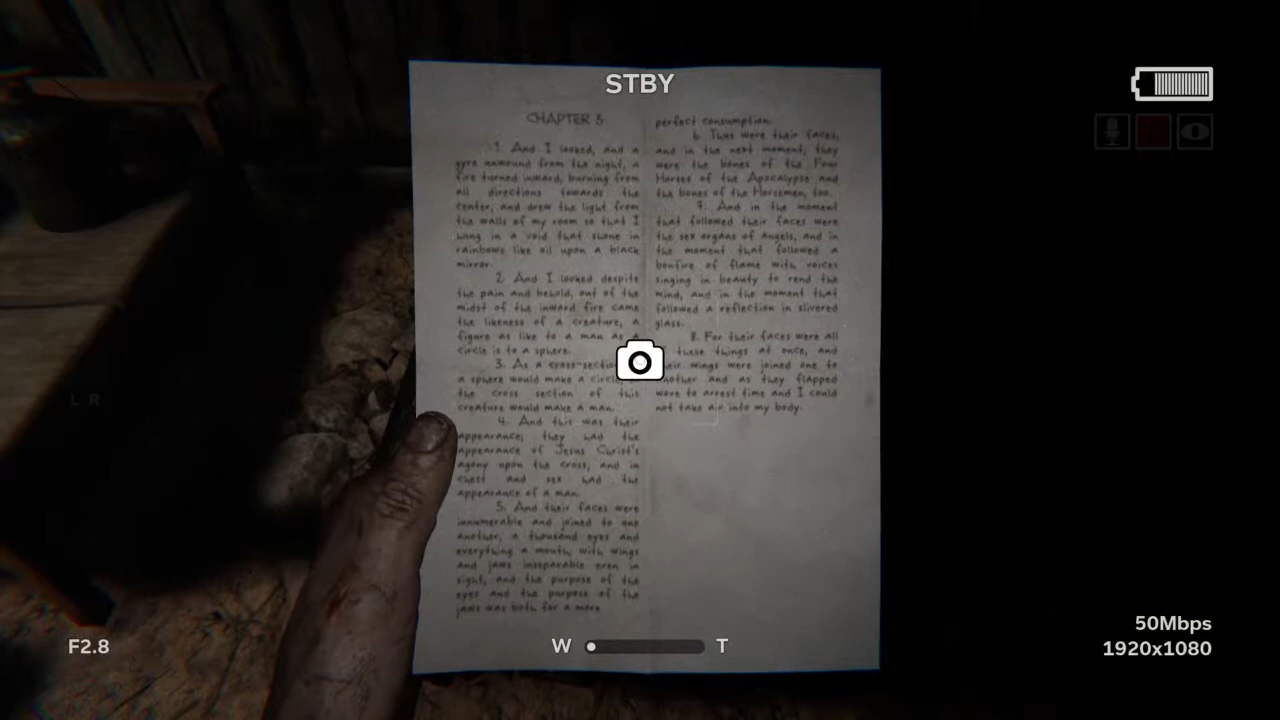 STBY
CHAPTER 3
1. And I looked, and a
gyre unwound from the night, a
fire turned inward, burning from
all directions towards the
center, and drew the light from
the walls of my room so that I
hung in a void that shone in
rainbows like oil upon a black
mirror.
2. And I looked despite
the pain and behold, out of the
midst of the inward fire came
the likeness of a creature, a
figure as like to a man as a
circle is to a sphere.
3. As a cross-section
a sphere would make a circle,
the cross section of this
creature would make a man.
4. And this was their
appearance; they had the
appearance of Jesus Christ's
agony upon the cross, and in
chest and sex had the
appearance of a man.
5. And their faces were
innumerable and joined to one
another, a thousand eyes and
everything a mouth, with wings
and jaws inseparable even in
sight, and the purpose of the
eyes and the purpose of the
jaws was both for a more
perfect consumption.
6. Thus were their faces,
and in the next moment, they
were the bones of the Four
Horses of the Apocalypse and
the bones of the Horsemen, too.
7. And in the moment
that followed their faces were
the sex organs of angels, and in
the moment that followed a
bonfire of flame with voices
singing in beauty to rend the
mind, and in the moment that
followed a reflection in slivered
glass.
8. For their faces were all
these things at once, and
their wings were joined one to
another and as they flapped
wove to arrest time and I could
not take air into my body.
L R
F2.8
W T
50Mbps
1920x1080